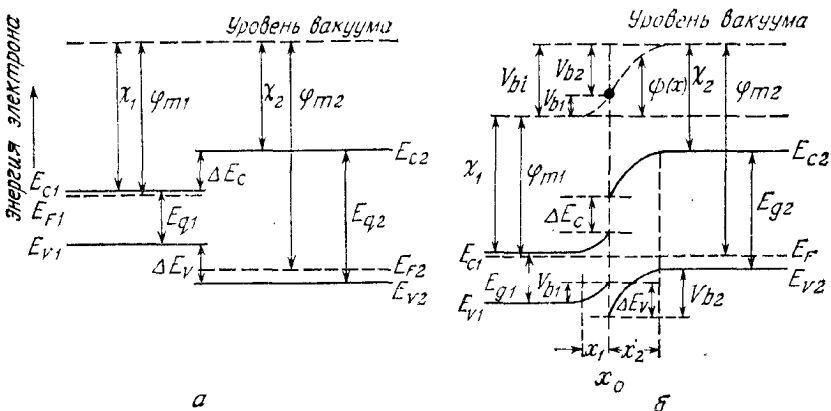 Уровень вакуума
Энергия электрона
χ₁
φm1
χ₂
φm2
Ec1
EF1
Ev1
ΔEc
Eq1
ΔEv
Eq2
Ec2
EF2
Ev2
а
Уровень вакуума
Vbi
Vb2
Vb1
ψ(x)
χ₂
φm2
χ₁
φm1
Ec2
ΔEc
Eg2
Ec1
EF
Ev1
Eg1
Vb1
ΔEv
Vb2
Ev2
x₁
x₂
x₀
б